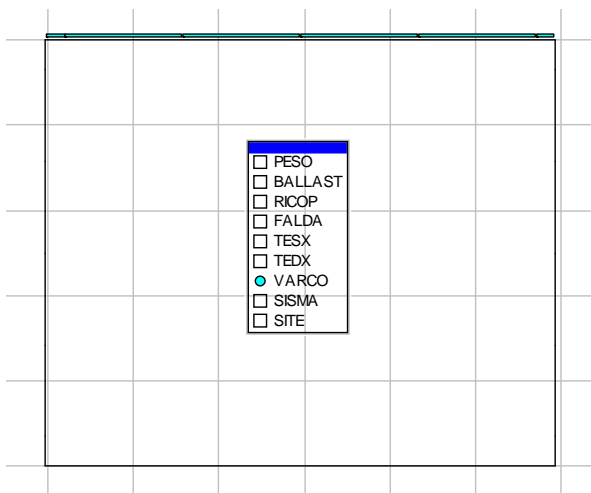 PESO
BALLAST
RICOP
FALDA
TESX
TEDX
VARCO
SISMA
SITE